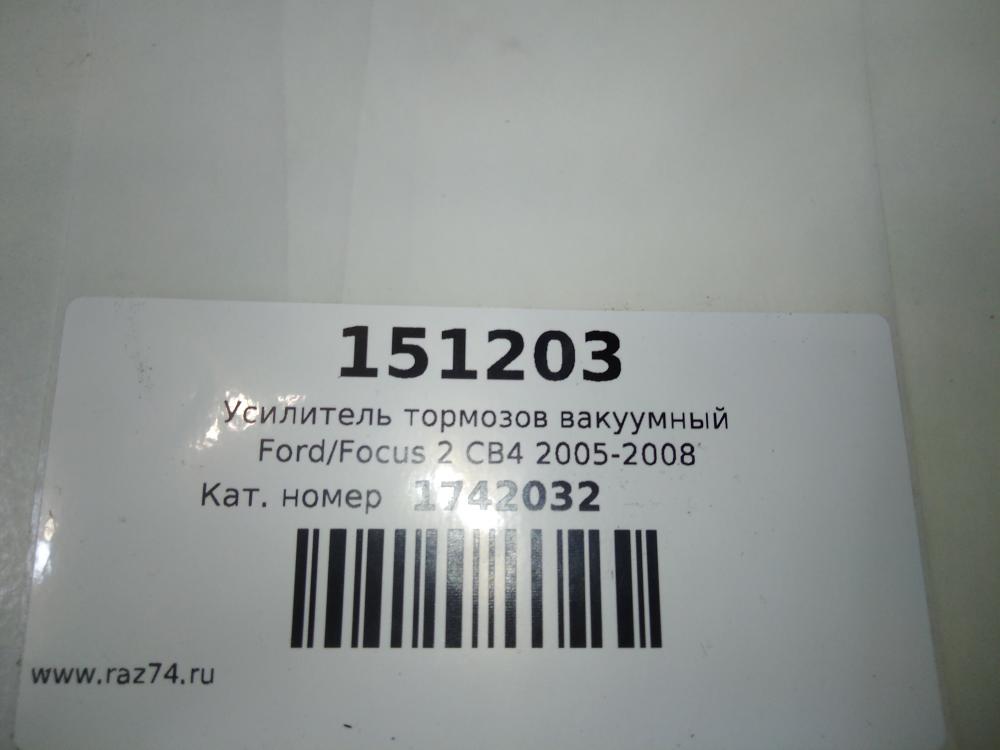 151203
Усилитель тормозов вакуумный
Ford/Focus 2 CB4 2005-2008
Кат. номер 1742032
www.raz74.ru